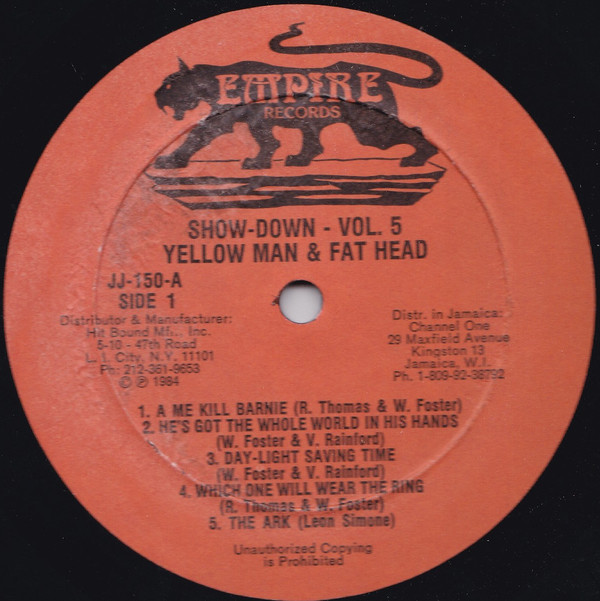 EMPIRE
RECORDS
SHOW-DOWN - VOL. 5
YELLOW MAN & FAT HEAD
JJ-150-A
SIDE 1
Distributor & Manufacturer:
Hit Bound Mf... Inc.
5-10 - 47th Road
L. I. City, N.Y. 11101
Ph: 212-361-9653
© ℗ 1984
Distr. in Jamaica:
Channel One
29 Maxfield Avenue
Kingston 13
Jamaica, W.I.
Ph. 1-809-92-38792
1. A ME KILL BARNIE (R. Thomas & W. Foster)
2. HE'S GOT THE WHOLE WORLD IN HIS HANDS
(W. Foster & V. Rainford)
3. DAY-LIGHT SAVING TIME
(W. Foster & V. Rainford)
4. WHICH ONE WILL WEAR THE RING
(R. Thomas & W. Foster)
5. THE ARK (Leon Simone)
Unauthorized Copying
is Prohibited